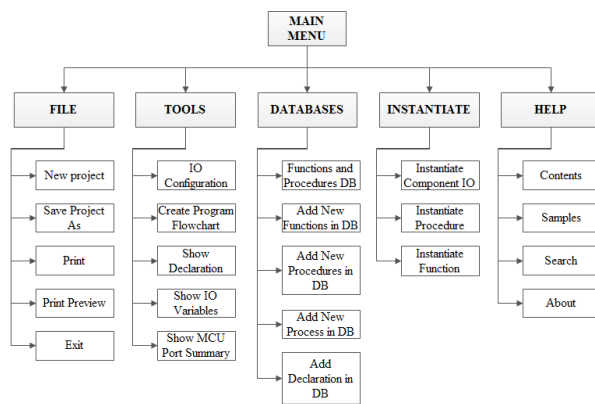 MAIN
MENU
FILE
TOOLS
DATABASES
INSTANTIATE
HELP
New project
Save Project
As
Print
Print Preview
Exit
IO
Configuration
Create Program
Flowchart
Show
Declaration
Show IO
Variables
Show MCU
Port Summary
Functions and
Procedures DB
Add New
Functions in DB
Add New
Procedures in
DB
Add New
Process in DB
Add
Declaration in
DB
Instantiate
Component IO
Instantiate
Procedure
Instantiate
Function
Contents
Samples
Search
About